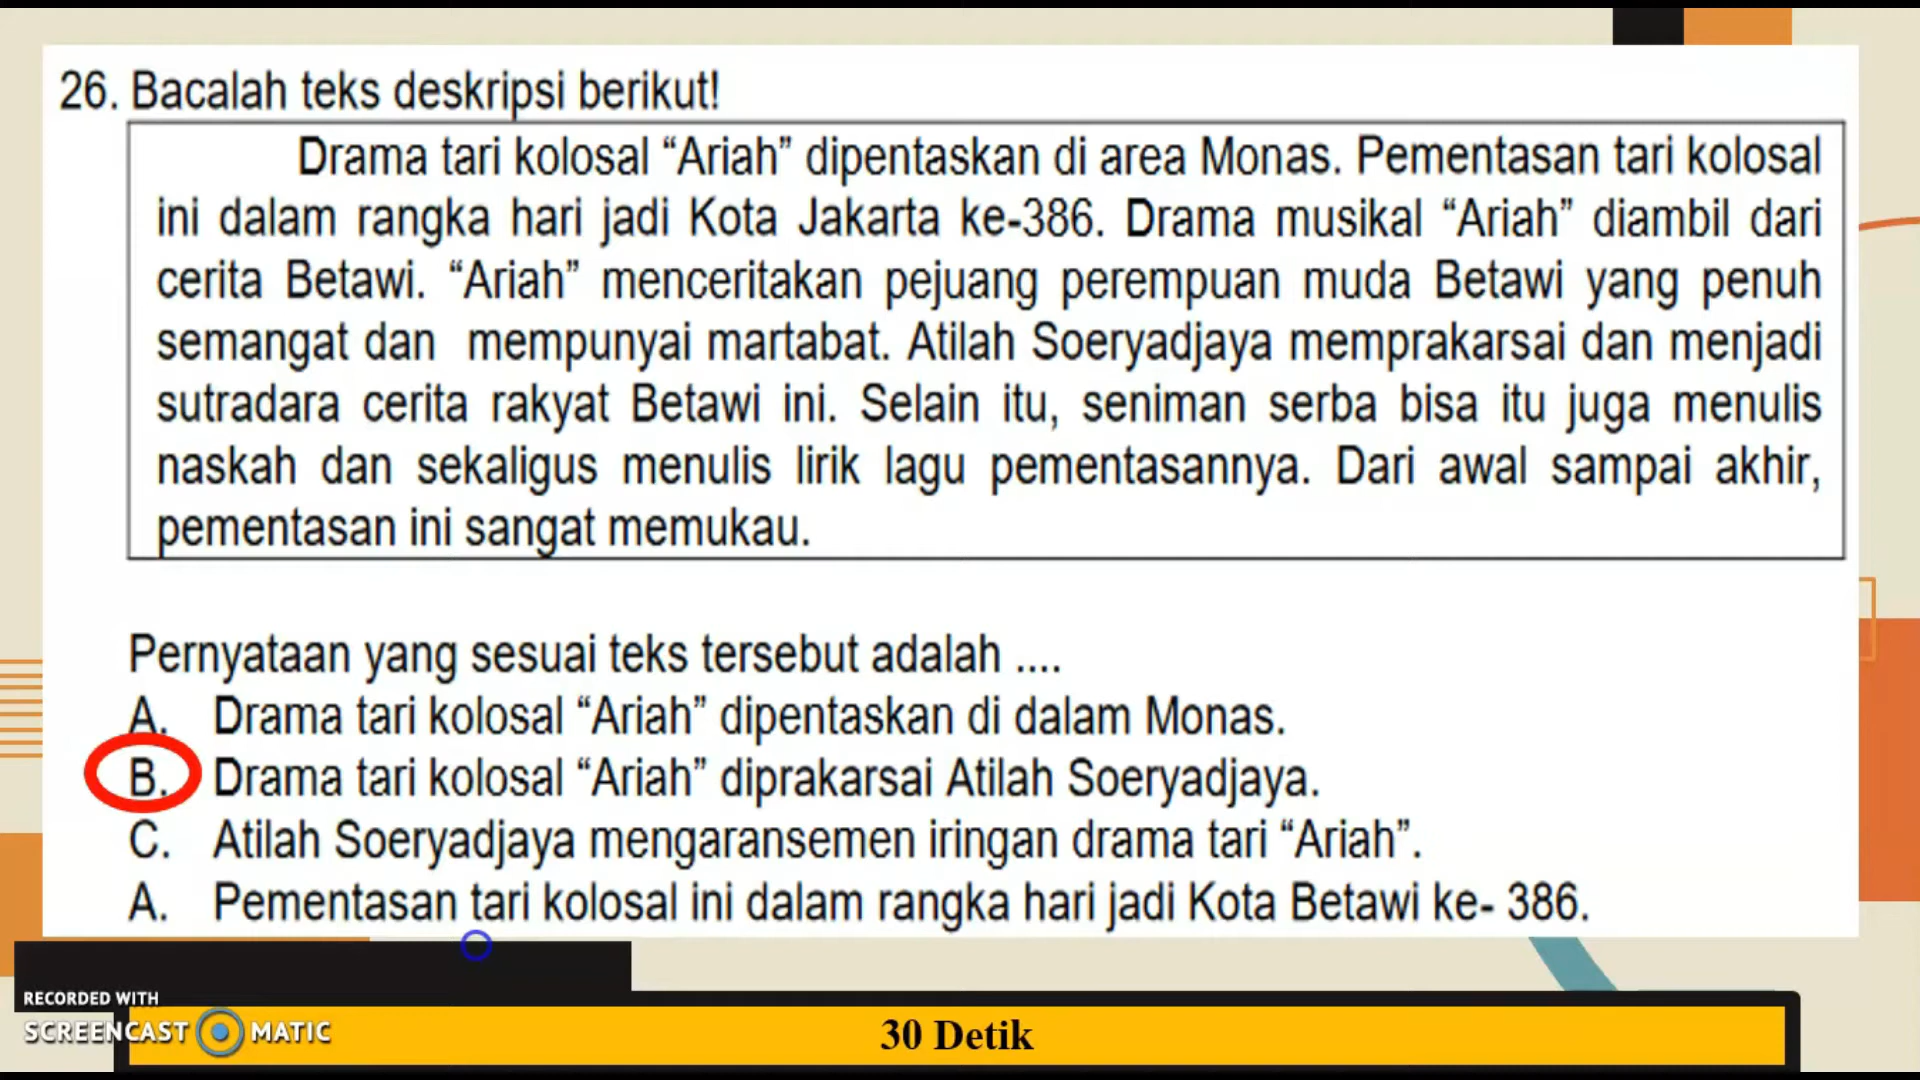 26. Bacalah teks deskripsi berikut!
Drama tari kolosal “Ariah” dipentaskan di area Monas. Pementasan tari kolosal
ini dalam rangka hari jadi Kota Jakarta ke-386. Drama musikal “Ariah” diambil dari
cerita Betawi. “Ariah” menceritakan pejuang perempuan muda Betawi yang penuh
semangat dan mempunyai martabat. Atilah Soeryadjaya memprakarsai dan menjadi
sutradara cerita rakyat Betawi ini. Selain itu, seniman serba bisa itu juga menulis
naskah dan sekaligus menulis lirik lagu pementasannya. Dari awal sampai akhir,
pementasan ini sangat memukau.
Pernyataan yang sesuai teks tersebut adalah ....
A. Drama tari kolosal “Ariah” dipentaskan di dalam Monas.
B. Drama tari kolosal “Ariah” diprakarsai Atilah Soeryadjaya.
C. Atilah Soeryadjaya mengaransemen iringan drama tari “Ariah”.
A. Pementasan tari kolosal ini dalam rangka hari jadi Kota Betawi ke- 386.
RECORDED WITH
SCREENCAST MATIC
30 Detik